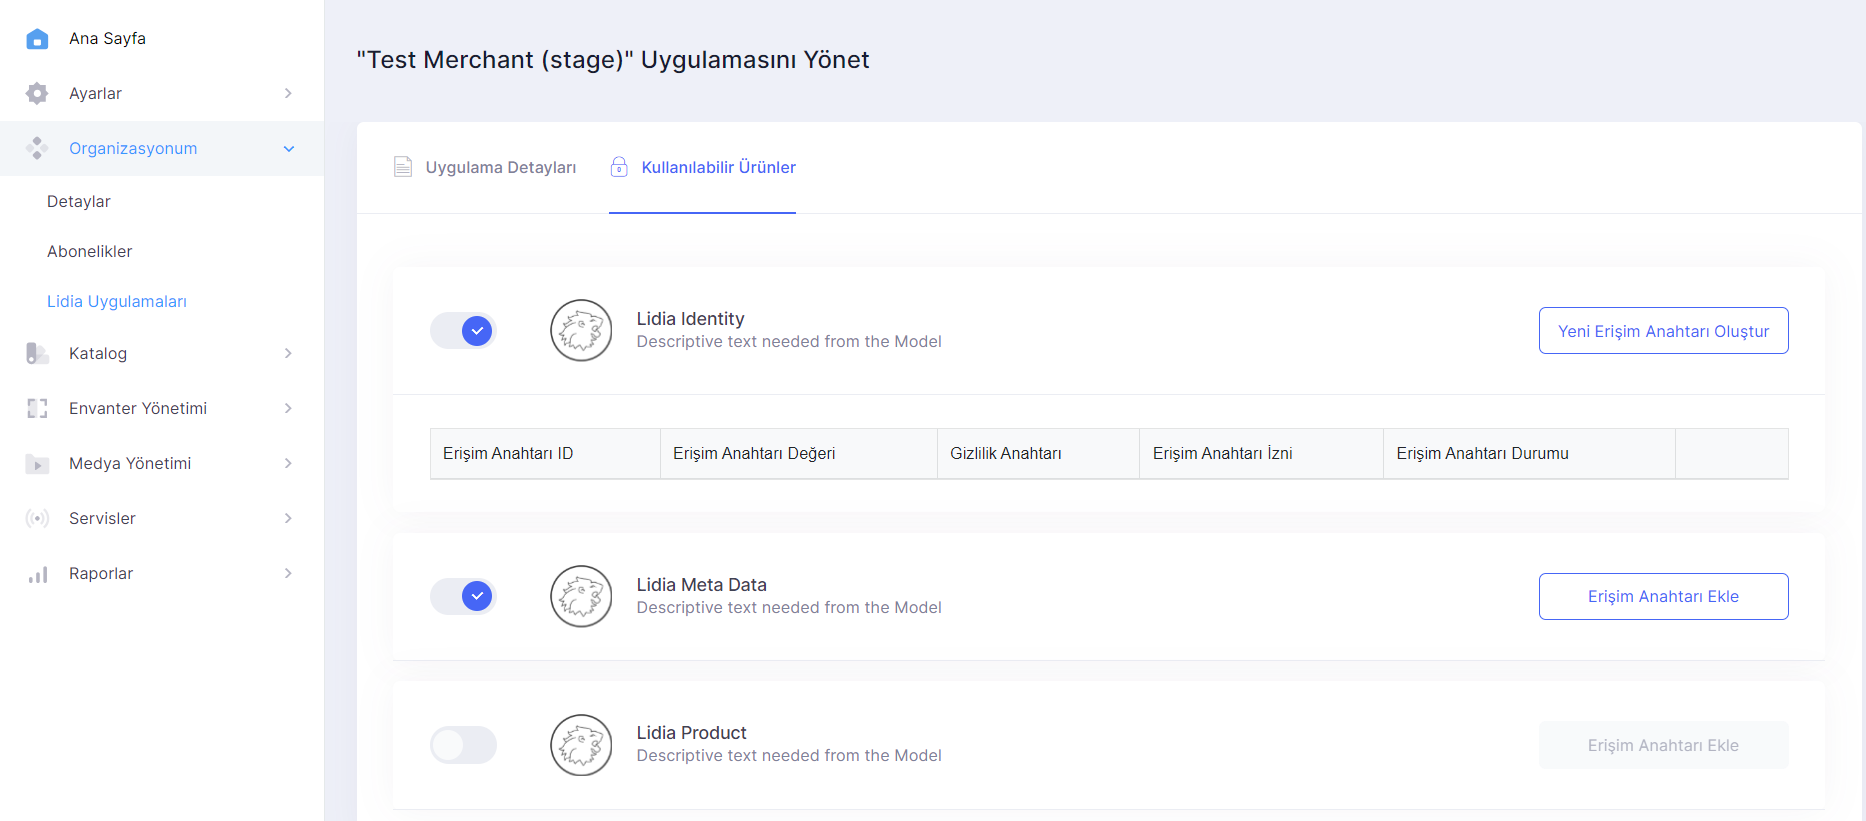 Ana Sayfa
Ayarlar
Organizasyonum
Detaylar
Abonelikler
Lidia Uygulamaları
Katalog
Envanter Yönetimi
Medya Yönetimi
Servisler
Raporlar
"Test Merchant (stage)" Uygulamasını Yönet
Uygulama Detayları
Kullanılabilir Ürünler
Lidia Identity
Descriptive text needed from the Model
Yeni Erişim Anahtarı Oluştur
Erişim Anahtarı ID
Erişim Anahtarı Değeri
Gizlilik Anahtarı
Erişim Anahtarı İzni
Erişim Anahtarı Durumu
Lidia Meta Data
Descriptive text needed from the Model
Erişim Anahtarı Ekle
Lidia Product
Descriptive text needed from the Model
Erişim Anahtarı Ekle